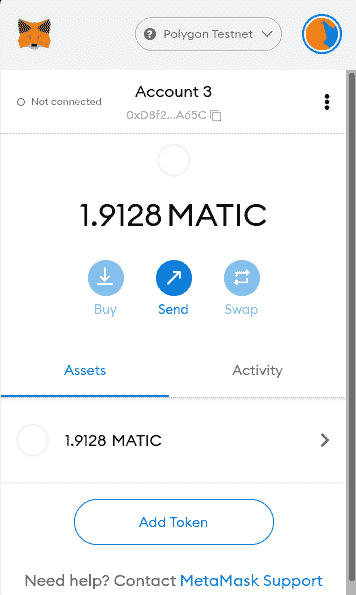 ? Polygon Testnet
Not connected
Account 3
0xD8f2...A65C
1.9128 MATIC
Buy Send Swap
Assets Activity
1.9128 MATIC
Add Token
Need help? Contact MetaMask Support